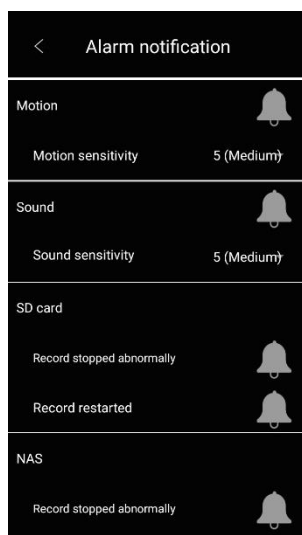 Alarm notification
Motion
Motion sensitivity 5 (Medium)
Sound
Sound sensitivity 5 (Medium)
SD card
Record stopped abnormally
Record restarted
NAS
Record stopped abnormally